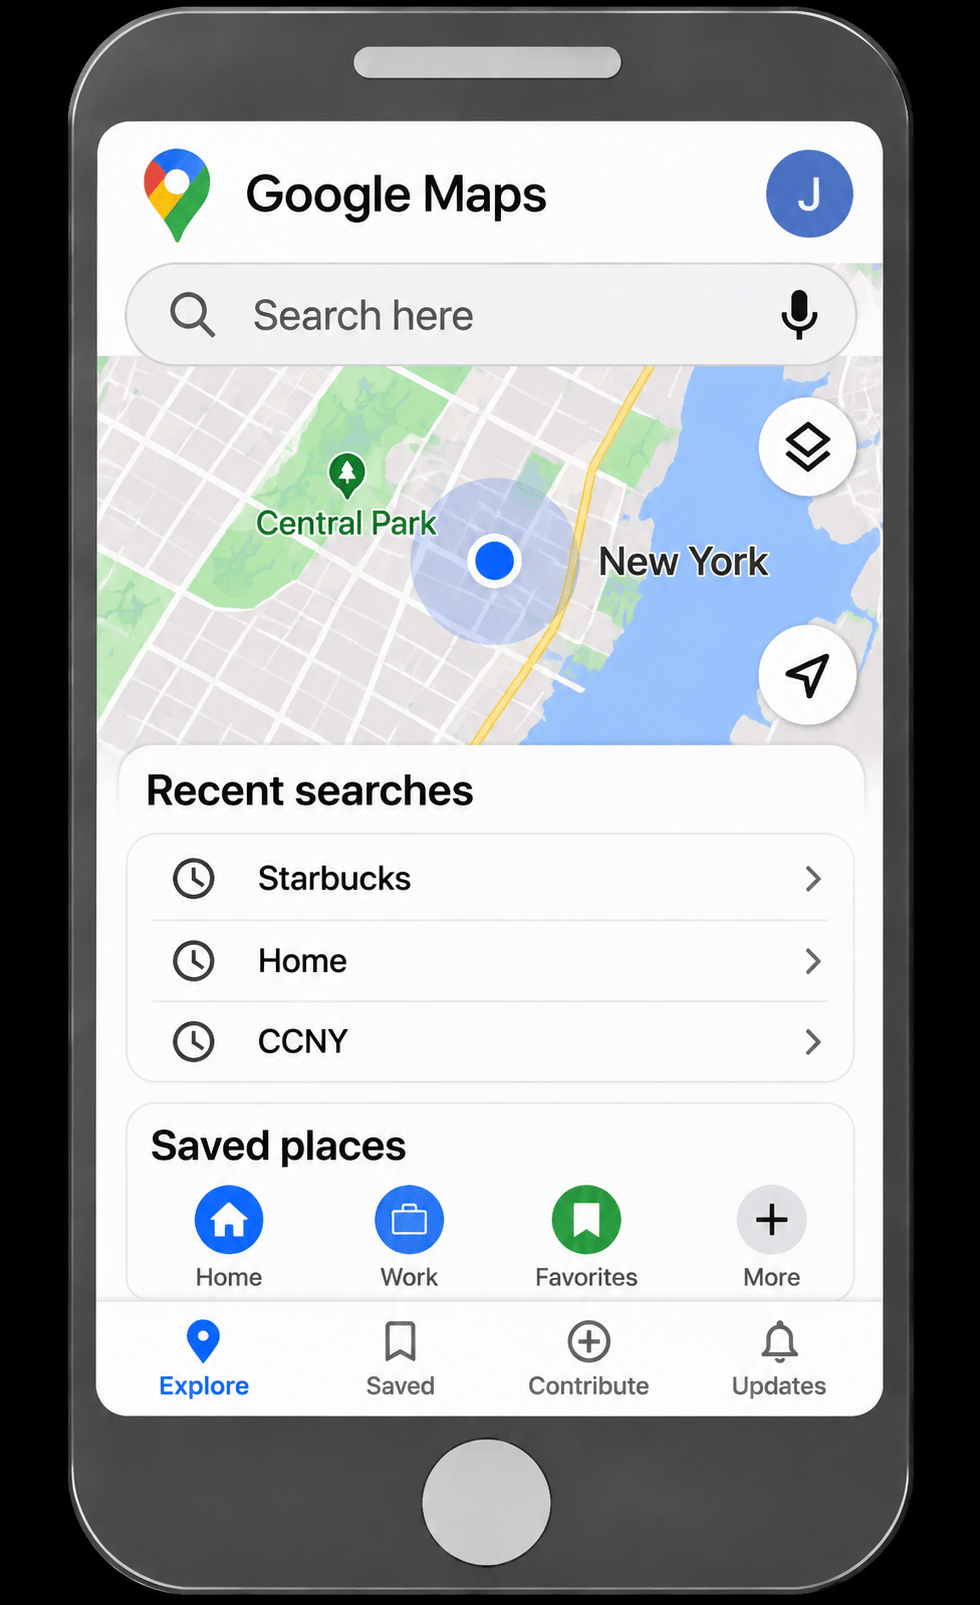 Google Maps
J
Search here
Central Park
New York
Recent searches
Starbucks
Home
CCNY
Saved places
Home Work Favorites More
Explore Saved Contribute Updates